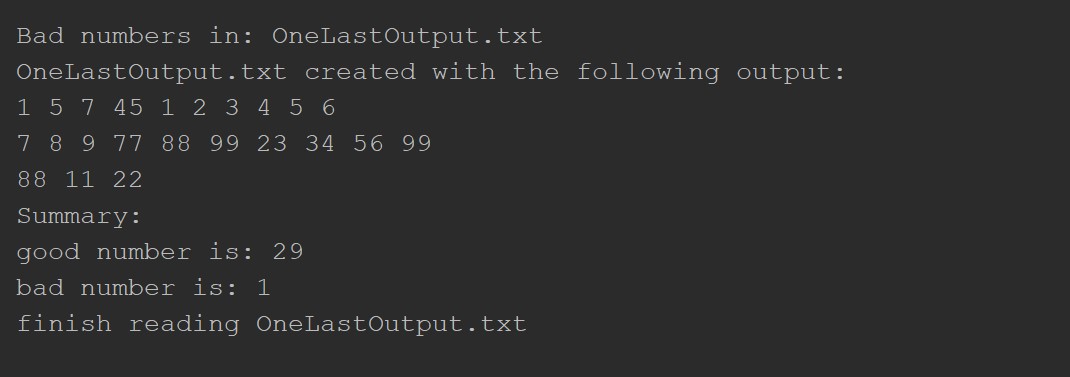 Bad numbers in: OneLastOutput.txt
OneLastOutput.txt created with the following output:
1 5 7 45 1 2 3 4 5 6
7 8 9 77 88 99 23 34 56 99
88 11 22
Summary:
good number is: 29
bad number is: 1
finish reading OneLastOutput.txt